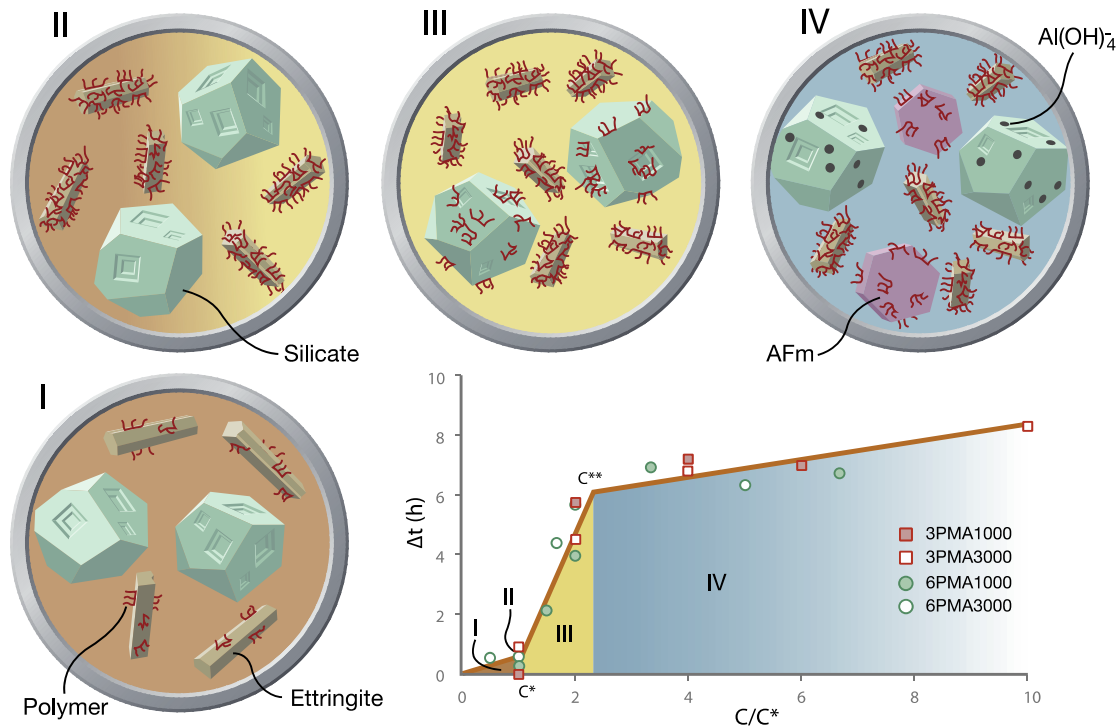 II
III
IV
Al(OH)₄⁻
Silicate
AFm
I
Polymer
Ettringite
10
8
6
4
2
0
Δt (h)
C**
I
II
III
IV
C*
3PMA1000
3PMA3000
6PMA1000
6PMA3000
0 2 4 6 8 10
C/C*